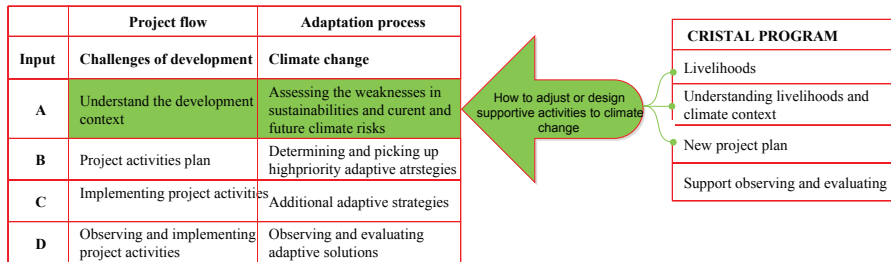 Project flow
Adaptation process
Input
Challenges of development
Climate change
A
Understand the development
context
Assessing the weaknesses in
sustainabilities and curent and
future climate risks
B
Project activities plan
Determining and picking up
highpriority adaptive atrstegies
C
Implementing project activities
Additional adaptive strategies
D
Observing and implementing
project activities
Observing and evaluating
adaptive solutions
How to adjust or design
supportive activities to climate
change
CRISTAL PROGRAM
Livelihoods
Understanding livelihoods and
climate context
New project plan
Support observing and evaluating